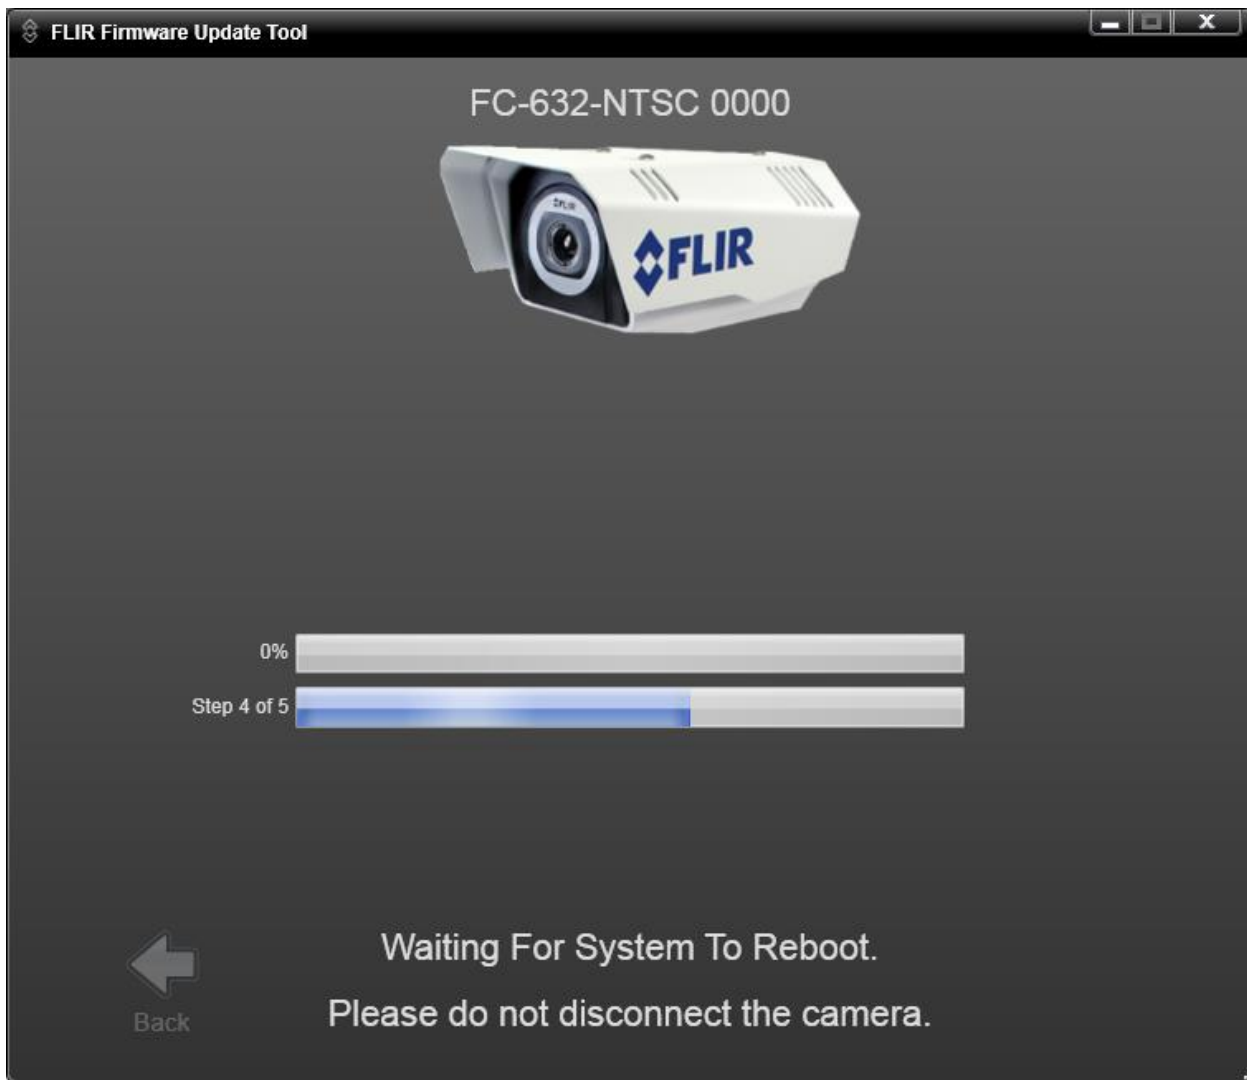 FLIR Firmware Update Tool
FC-632-NTSC 0000
FLIR
FLIR
0%
Step 4 of 5
Waiting For System To Reboot.
Back
Please do not disconnect the camera.